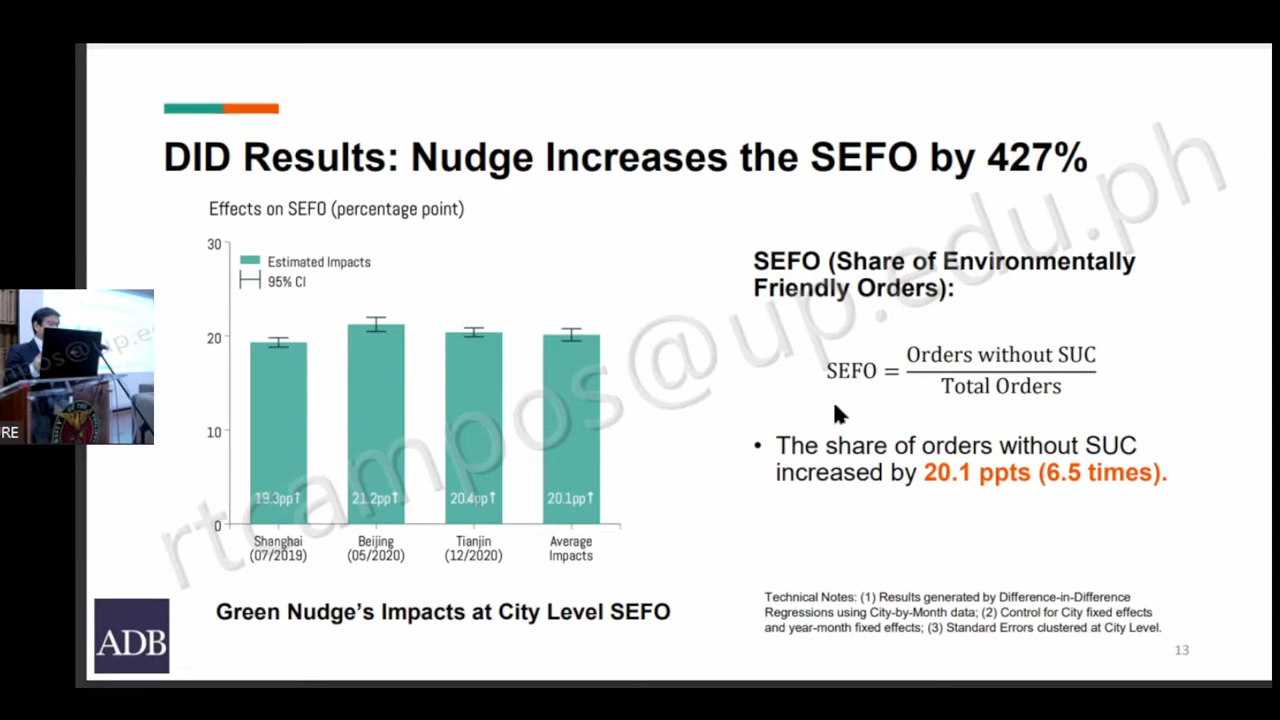 DID Results: Nudge Increases the SEFO by 427%
Effects on SEFO (percentage point)
30
20
10
0
Estimated Impacts
95% CI
19.3pp↑
21.2pp↑
20.4pp↑
20.1pp↑
Shanghai
(07/2019)
Beijing
(05/2020)
Tianjin
(12/2020)
Average
Impacts
Green Nudge's Impacts at City Level SEFO
SEFO (Share of Environmentally
Friendly Orders):
SEFO = Orders without SUC
Total Orders
• The share of orders without SUC
increased by 20.1 ppts (6.5 times).
Technical Notes: (1) Results generated by Difference-in-Difference
Regressions using City-by-Month data; (2) Control for City fixed effects
and year-month fixed effects; (3) Standard Errors clustered at City Level.
13
ADB
RE
rtcampos@up.edu.ph